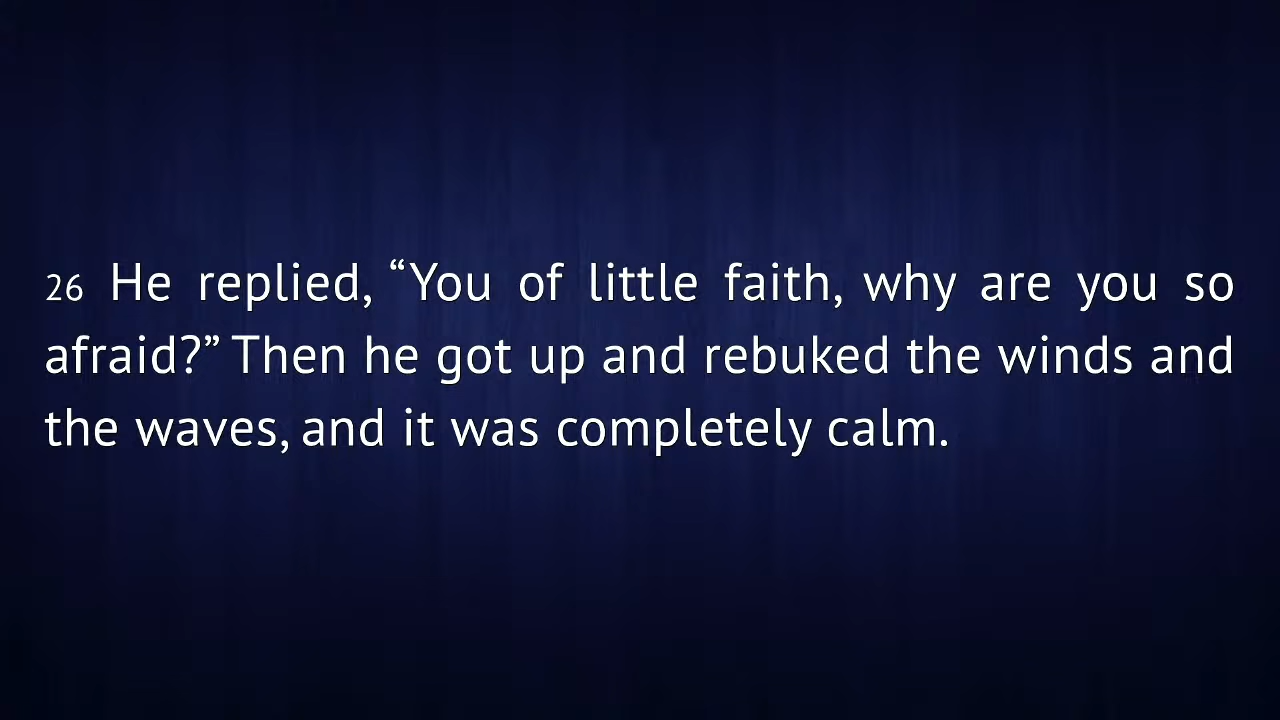 26 He replied, “You of little faith, why are you so
afraid?” Then he got up and rebuked the winds and
the waves, and it was completely calm.